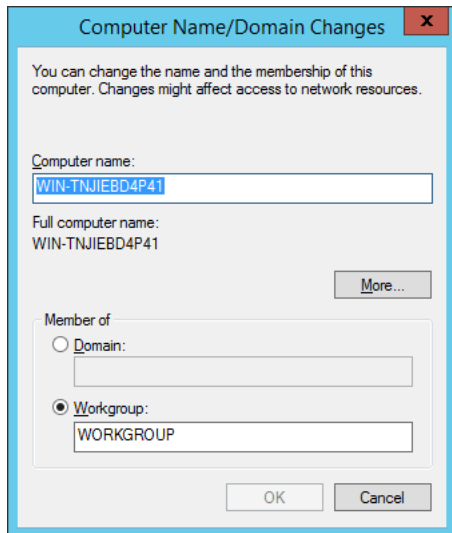 Computer Name/Domain Changes
x
You can change the name and the membership of this
computer. Changes might affect access to network resources.
Computer name:
WIN-TNJIEBD4P41
Full computer name:
WIN-TNJIEBD4P41
More...
Member of
Domain:
Workgroup:
WORKGROUP
OK Cancel